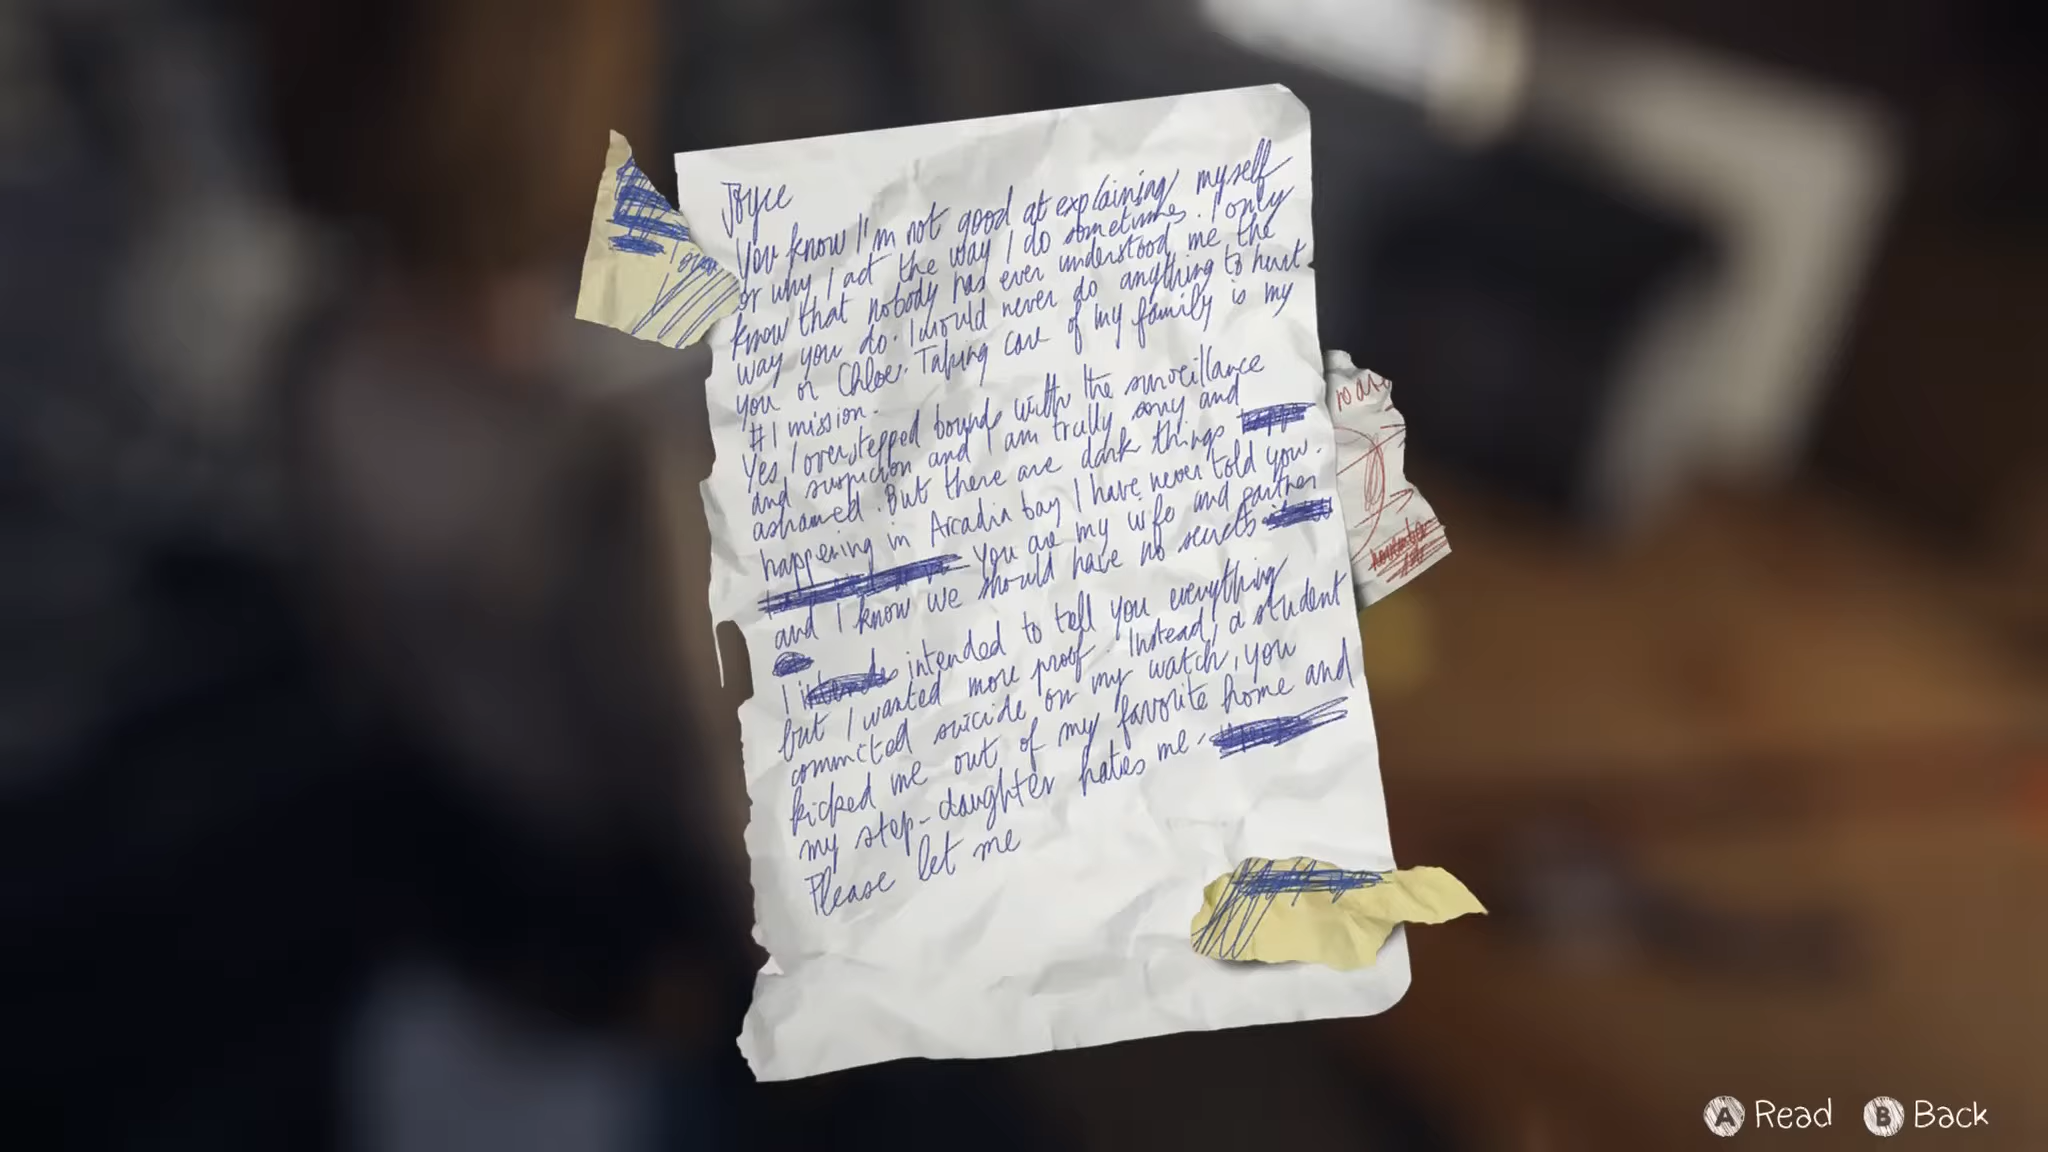 Joyce
You know I'm not good at explaining myself
or why I act the way I do sometimes. I only
know that nobody has ever understood me the
way you do. I would never do anything to hurt
you or Chloe. Taking care of my family is my
#1 mission.
Yes I overstepped bounds with the surveillance
and suspicion and I am trully sorry and
ashamed. But there are dark things
happening in Arcadia bay I have never told you.
You are my wife and partner
and I know we should have no secrets
I intended to tell you everything
but I wanted more proof. Instead, a student
commited suicide on my watch, you
kicked me out of my favorite home and
my step-daughter hates me.
Please let me
Read
Back